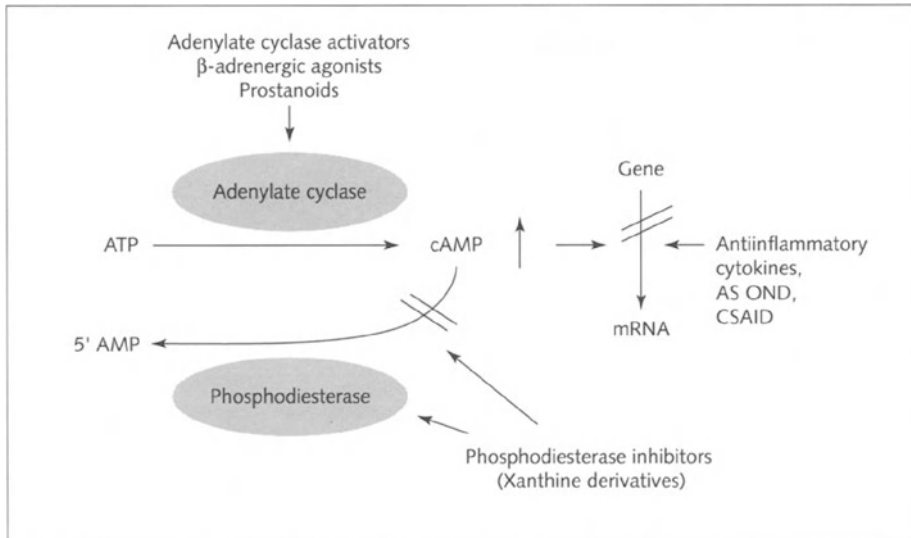 Adenylate cyclase activators
β-adrenergic agonists
Prostanoids
Adenylate cyclase
Gene
ATP
cAMP
Antiinflammatory
cytokines,
AS OND,
CSAID
mRNA
5' AMP
Phosphodiesterase
Phosphodiesterase inhibitors
(Xanthine derivatives)